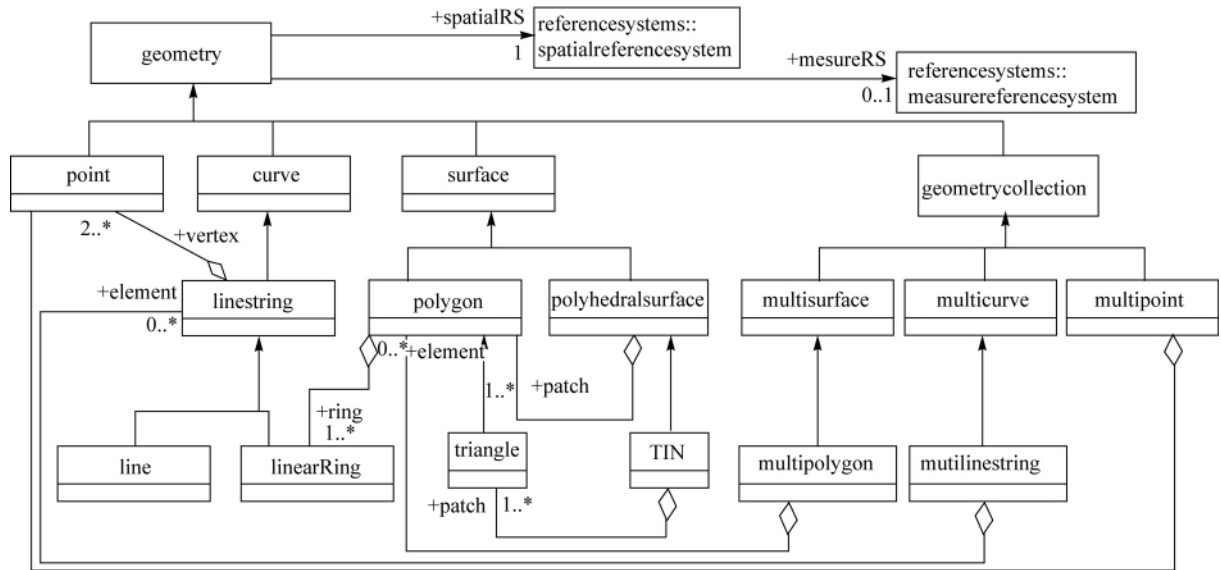 geometry
+spatialRS
1
referencesystems::
spatialreferencesystem
+mesureRS
0..1
referencesystems::
measurereferencesystem
point
curve
surface
geometrycollection
2..*
+vertex
+element
0..*
linestring
polygon
polyhedralsurface
multisurface
multicurve
multipoint
0..*
+element
1..*
+patch
+ring
1..*
line
linearRing
triangle
TIN
multipolygon
mutilinestring
+patch
1..*